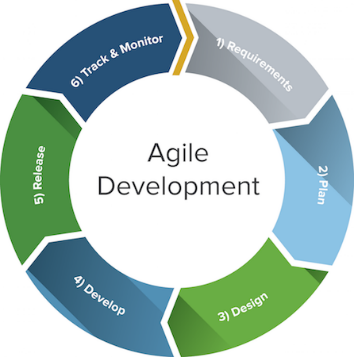 Agile
Development
1) Requirements
2) Plan
3) Design
4) Develop
5) Release
6) Track & Monitor